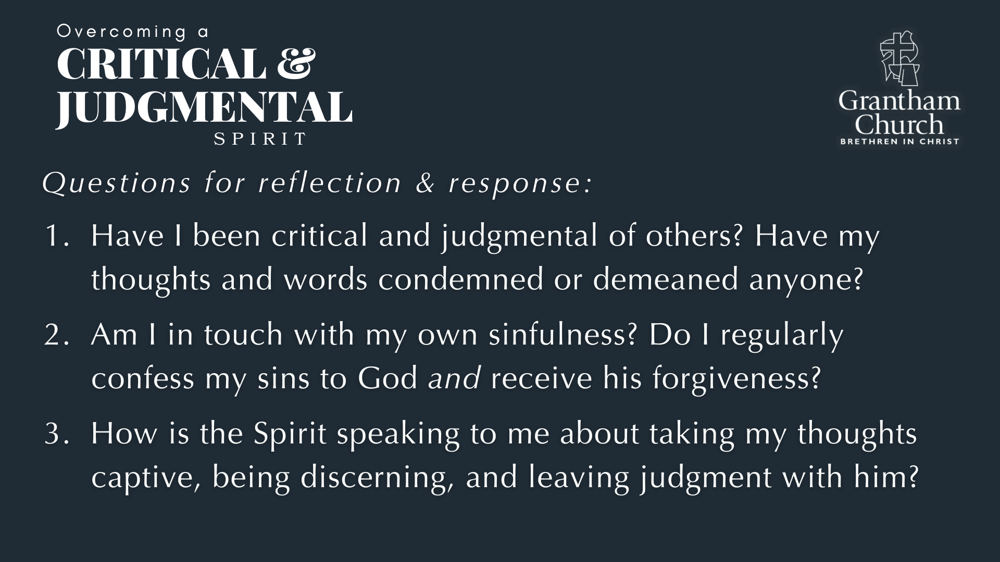 Overcoming a
CRITICAL &
JUDGMENTAL
SPIRIT
Grantham
Church
BRETHREN IN CHRIST
Questions for reflection & response:
1. Have I been critical and judgmental of others? Have my
thoughts and words condemned or demeaned anyone?
2. Am I in touch with my own sinfulness? Do I regularly
confess my sins to God and receive his forgiveness?
3. How is the Spirit speaking to me about taking my thoughts
captive, being discerning, and leaving judgment with him?